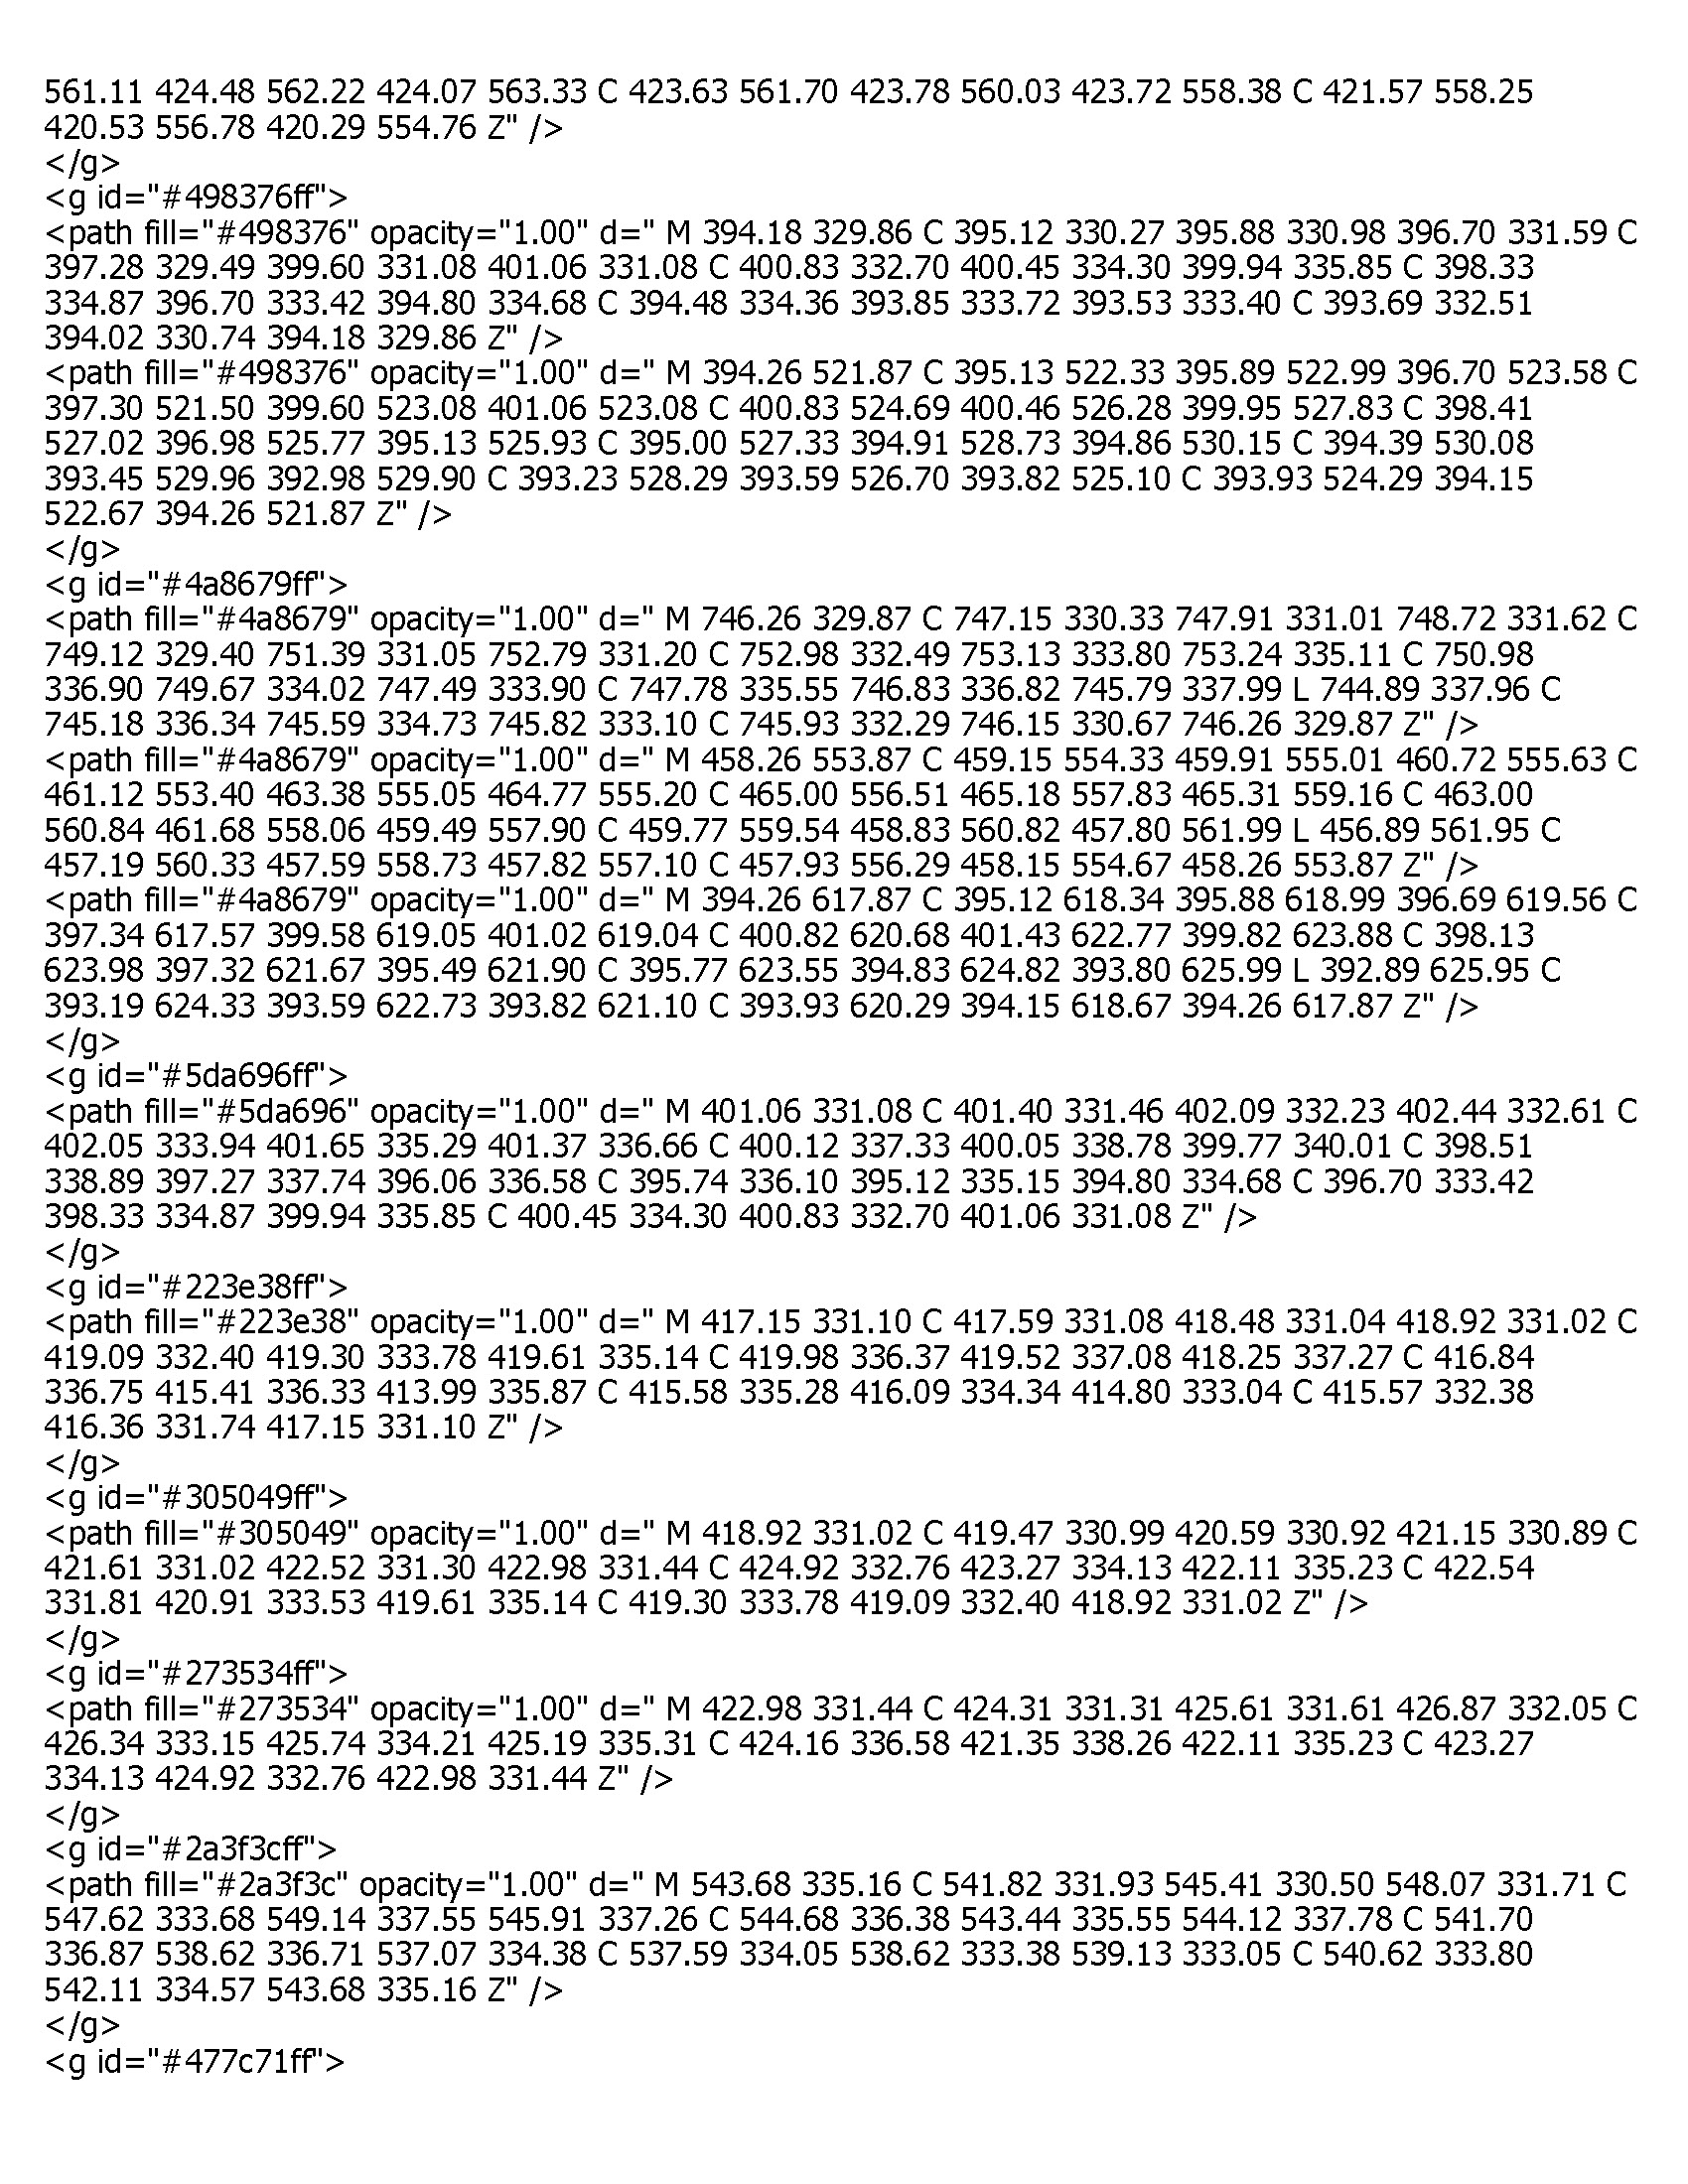 561.11 424.48 562.22 424.07 563.33 C 423.63 561.70 423.78 560.03 423.72 558.38 C 421.57 558.25
420.53 556.78 420.29 554.76 Z" />
</g>
<g id="#498376ff">
<path fill="#498376" opacity="1.00" d=" M 394.18 329.86 C 395.12 330.27 395.88 330.98 396.70 331.59 C
397.28 329.49 399.60 331.08 401.06 331.08 C 400.83 332.70 400.45 334.30 399.94 335.85 C 398.33
334.87 396.70 333.42 394.80 334.68 C 394.48 334.36 393.85 333.72 393.53 333.40 C 393.69 332.51
394.02 330.74 394.18 329.86 Z" />
<path fill="#498376" opacity="1.00" d=" M 394.26 521.87 C 395.13 522.33 395.89 522.99 396.70 523.58 C
397.30 521.50 399.60 523.08 401.06 523.08 C 400.83 524.69 400.46 526.28 399.95 527.83 C 398.41
527.02 396.98 525.77 395.13 525.93 C 395.00 527.33 394.91 528.73 394.86 530.15 C 394.39 530.08
393.45 529.96 392.98 529.90 C 393.23 528.29 393.59 526.70 393.82 525.10 C 393.93 524.29 394.15
522.67 394.26 521.87 Z" />
</g>
<g id="#4a8679ff">
<path fill="#4a8679" opacity="1.00" d=" M 746.26 329.87 C 747.15 330.33 747.91 331.01 748.72 331.62 C
749.12 329.40 751.39 331.05 752.79 331.20 C 752.98 332.49 753.13 333.80 753.24 335.11 C 750.98
336.90 749.67 334.02 747.49 333.90 C 747.78 335.55 746.83 336.82 745.79 337.99 L 744.89 337.96 C
745.18 336.34 745.59 334.73 745.82 333.10 C 745.93 332.29 746.15 330.67 746.26 329.87 Z" />
<path fill="#4a8679" opacity="1.00" d=" M 458.26 553.87 C 459.15 554.33 459.91 555.01 460.72 555.63 C
461.12 553.40 463.38 555.05 464.77 555.20 C 465.00 556.51 465.18 557.83 465.31 559.16 C 463.00
560.84 461.68 558.06 459.49 557.90 C 459.77 559.54 458.83 560.82 457.80 561.99 L 456.89 561.95 C
457.19 560.33 457.59 558.73 457.82 557.10 C 457.93 556.29 458.15 554.67 458.26 553.87 Z" />
<path fill="#4a8679" opacity="1.00" d=" M 394.26 617.87 C 395.12 618.34 395.88 618.99 396.69 619.56 C
397.34 617.57 399.58 619.05 401.02 619.04 C 400.82 620.68 401.43 622.77 399.82 623.88 C 398.13
623.98 397.32 621.67 395.49 621.90 C 395.77 623.55 394.83 624.82 393.80 625.99 L 392.89 625.95 C
393.19 624.33 393.59 622.73 393.82 621.10 C 393.93 620.29 394.15 618.67 394.26 617.87 Z" />
</g>
<g id="#5da696ff">
<path fill="#5da696" opacity="1.00" d=" M 401.06 331.08 C 401.40 331.46 402.09 332.23 402.44 332.61 C
402.05 333.94 401.65 335.29 401.37 336.66 C 400.12 337.33 400.05 338.78 399.77 340.01 C 398.51
338.89 397.27 337.74 396.06 336.58 C 395.74 336.10 395.12 335.15 394.80 334.68 C 396.70 333.42
398.33 334.87 399.94 335.85 C 400.45 334.30 400.83 332.70 401.06 331.08 Z" />
</g>
<g id="#223e38ff">
<path fill="#223e38" opacity="1.00" d=" M 417.15 331.10 C 417.59 331.08 418.48 331.04 418.92 331.02 C
419.09 332.40 419.30 333.78 419.61 335.14 C 419.98 336.37 419.52 337.08 418.25 337.27 C 416.84
336.75 415.41 336.33 413.99 335.87 C 415.58 335.28 416.09 334.34 414.80 333.04 C 415.57 332.38
416.36 331.74 417.15 331.10 Z" />
</g>
<g id="#305049ff">
<path fill="#305049" opacity="1.00" d=" M 418.92 331.02 C 419.47 330.99 420.59 330.92 421.15 330.89 C
421.61 331.02 422.52 331.30 422.98 331.44 C 424.92 332.76 423.27 334.13 422.11 335.23 C 422.54
331.81 420.91 333.53 419.61 335.14 C 419.30 333.78 419.09 332.40 418.92 331.02 Z" />
</g>
<g id="#273534ff">
<path fill="#273534" opacity="1.00" d=" M 422.98 331.44 C 424.31 331.31 425.61 331.61 426.87 332.05 C
426.34 333.15 425.74 334.21 425.19 335.31 C 424.16 336.58 421.35 338.26 422.11 335.23 C 423.27
334.13 424.92 332.76 422.98 331.44 Z" />
</g>
<g id="#2a3f3cff">
<path fill="#2a3f3c" opacity="1.00" d=" M 543.68 335.16 C 541.82 331.93 545.41 330.50 548.07 331.71 C
547.62 333.68 549.14 337.55 545.91 337.26 C 544.68 336.38 543.44 335.55 544.12 337.78 C 541.70
336.87 538.62 336.71 537.07 334.38 C 537.59 334.05 538.62 333.38 539.13 333.05 C 540.62 333.80
542.11 334.57 543.68 335.16 Z" />
</g>
<g id="#477c71ff">